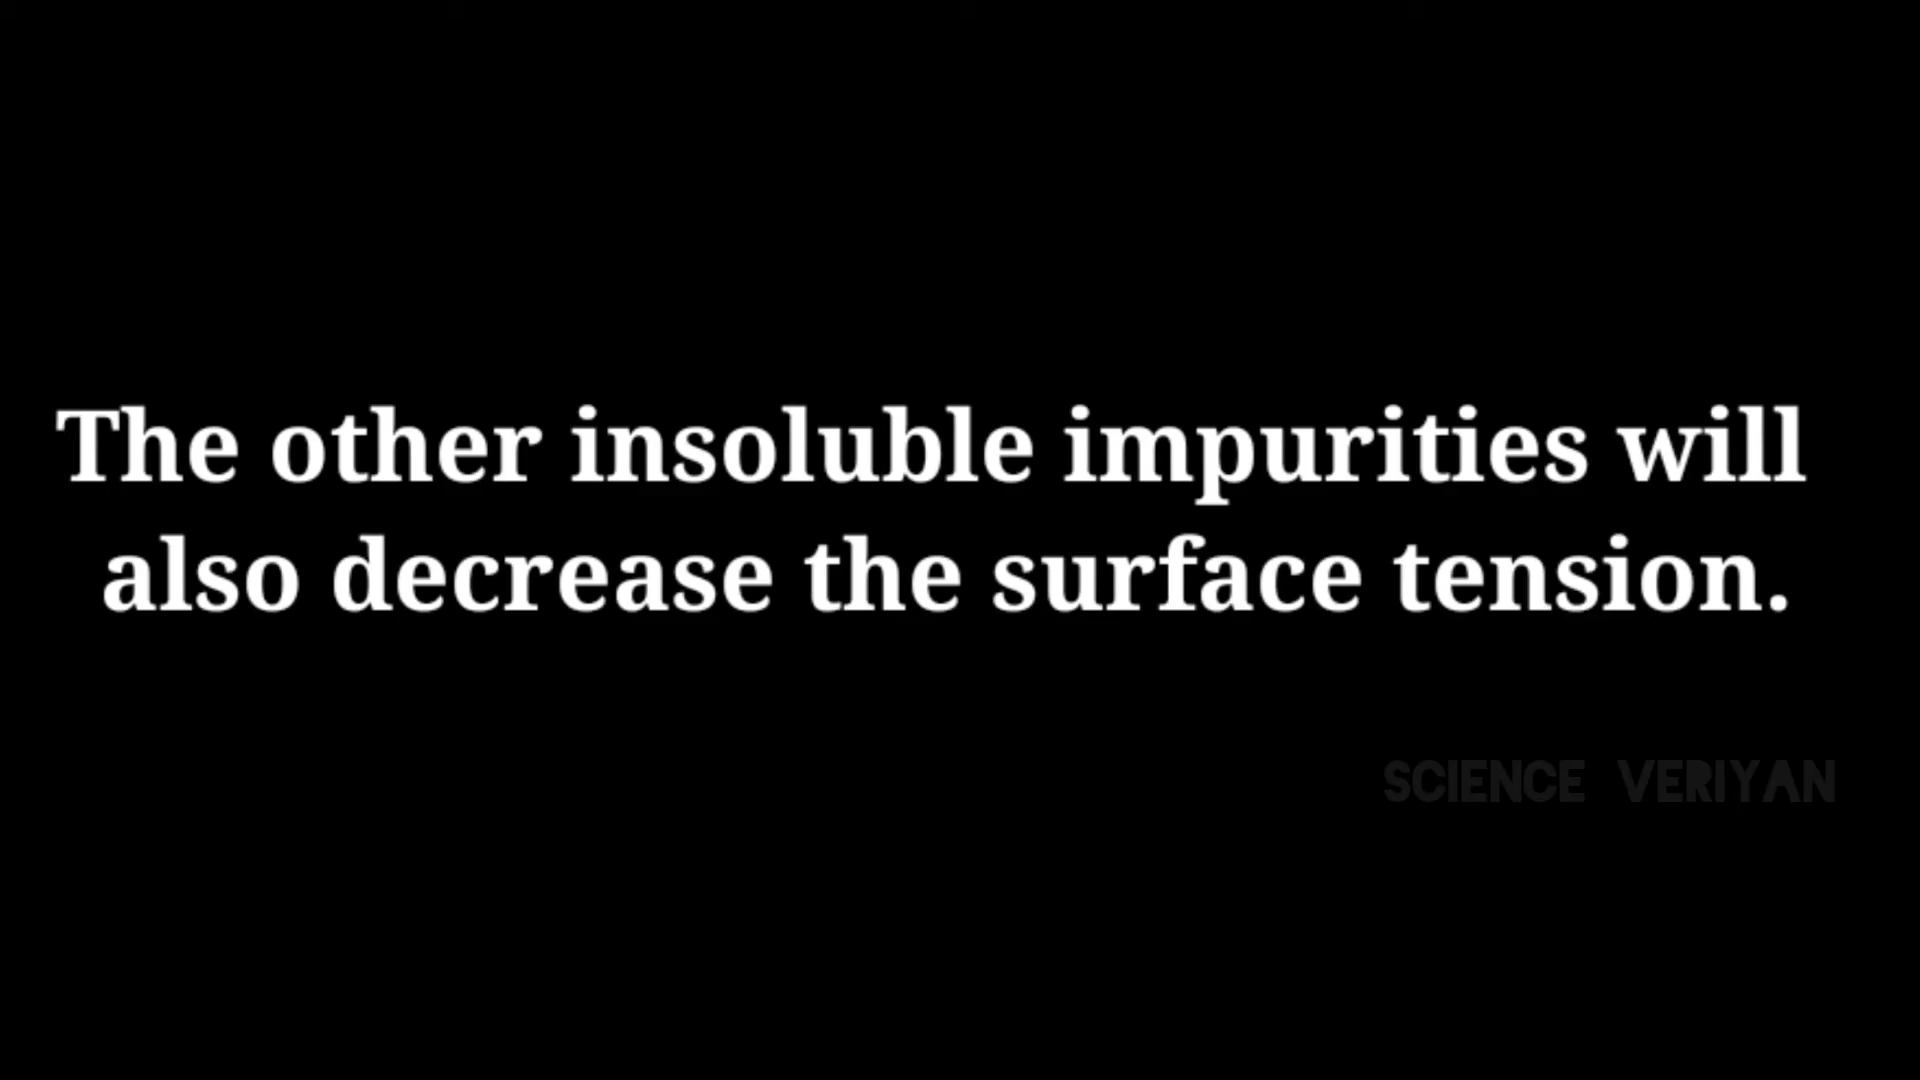 The other insoluble impurities will
also decrease the surface tension.
SCIENCE VERIYAN